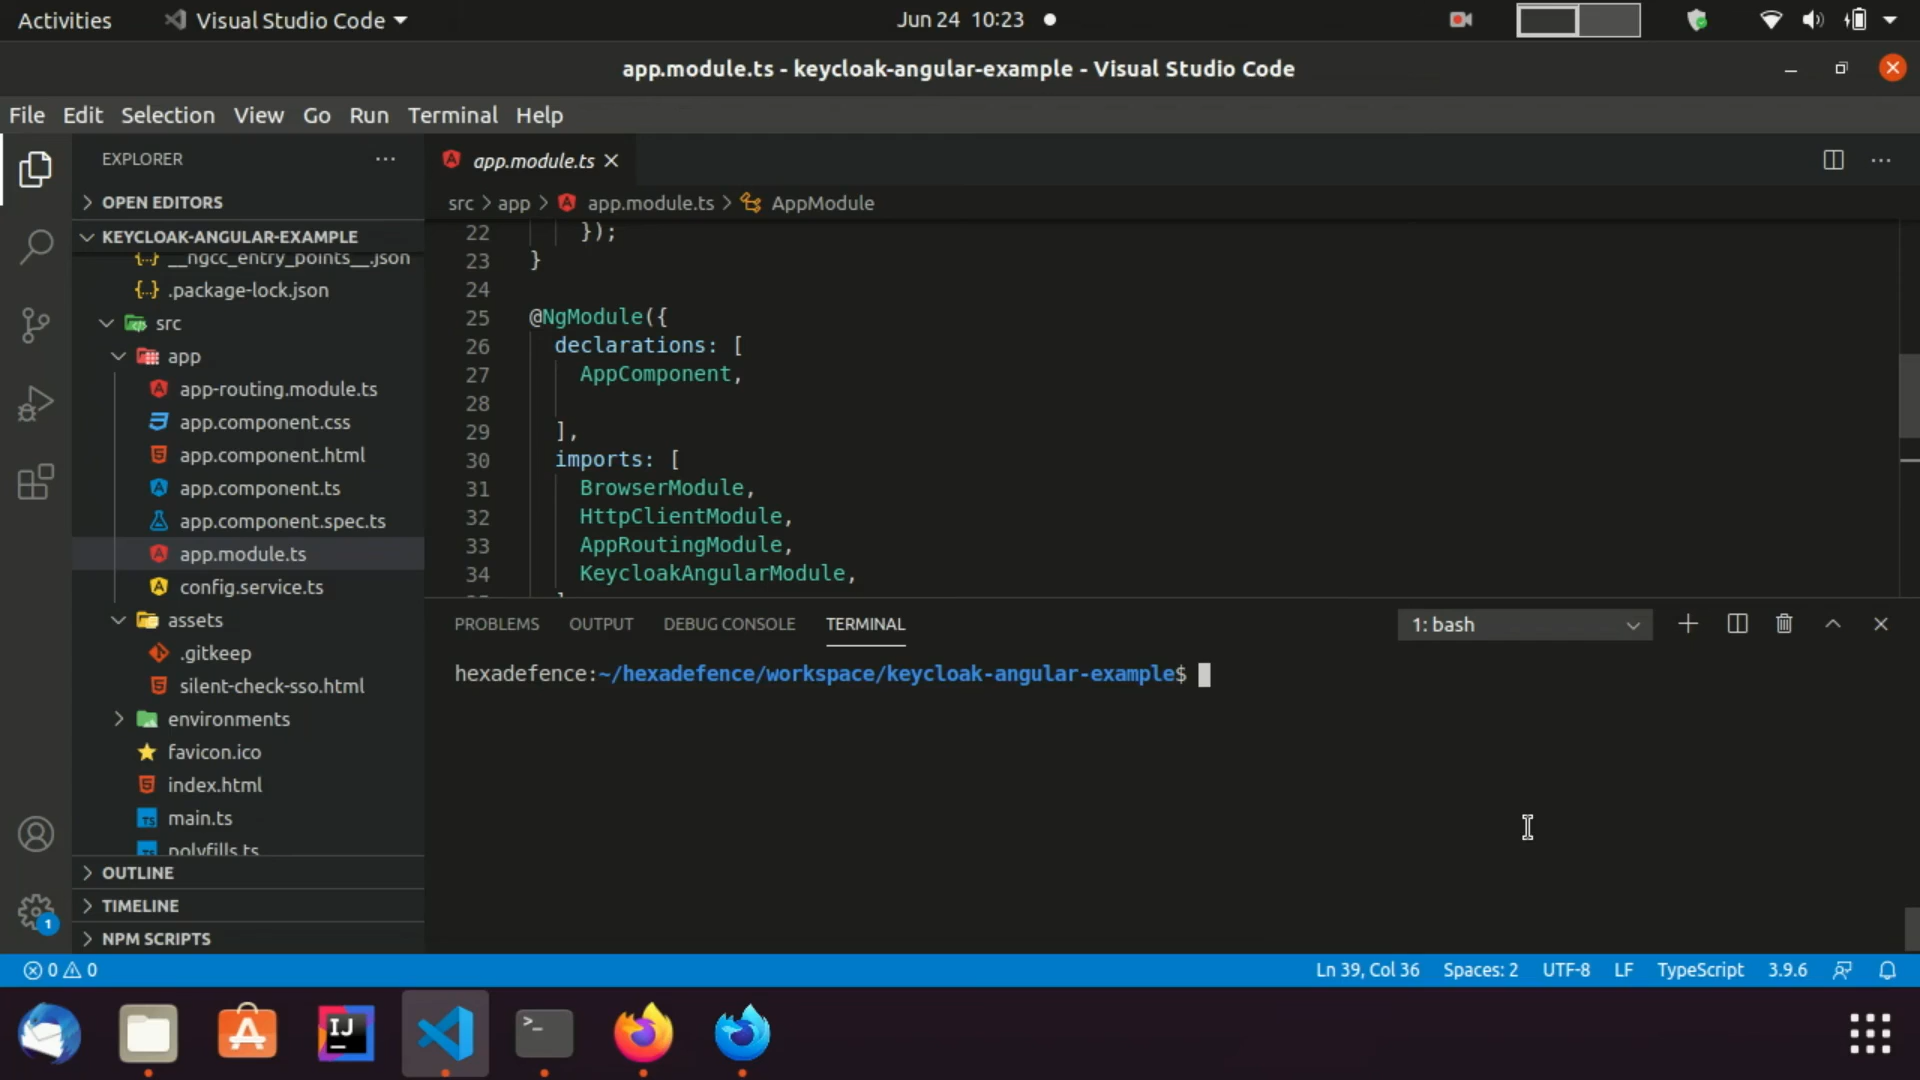 Activities Visual Studio Code Jun 24 10:23
app.module.ts - keycloak-angular-example - Visual Studio Code
File Edit Selection View Go Run Terminal Help
EXPLORER
OPEN EDITORS
KEYCLOAK-ANGULAR-EXAMPLE
{..} __ngcc_entry_points__.json
{..} .package-lock.json
src
app
app-routing.module.ts
app.component.css
app.component.html
app.component.ts
app.component.spec.ts
app.module.ts
config.service.ts
assets
.gitkeep
silent-check-sso.html
environments
favicon.ico
index.html
main.ts
polyfills.ts
OUTLINE
TIMELINE
NPM SCRIPTS
1
app.module.ts
src > app > app.module.ts > AppModule
22 });
23 }
24
25 @NgModule({
26 declarations: [
27 AppComponent,
28
29 ],
30 imports: [
31 BrowserModule,
32 HttpClientModule,
33 AppRoutingModule,
34 KeycloakAngularModule,
PROBLEMS OUTPUT DEBUG CONSOLE TERMINAL 1: bash
hexadefence:~/hexadefence/workspace/keycloak-angular-example$
0 0 Ln 39, Col 36 Spaces: 2 UTF-8 LF TypeScript 3.9.6
IJ
>_